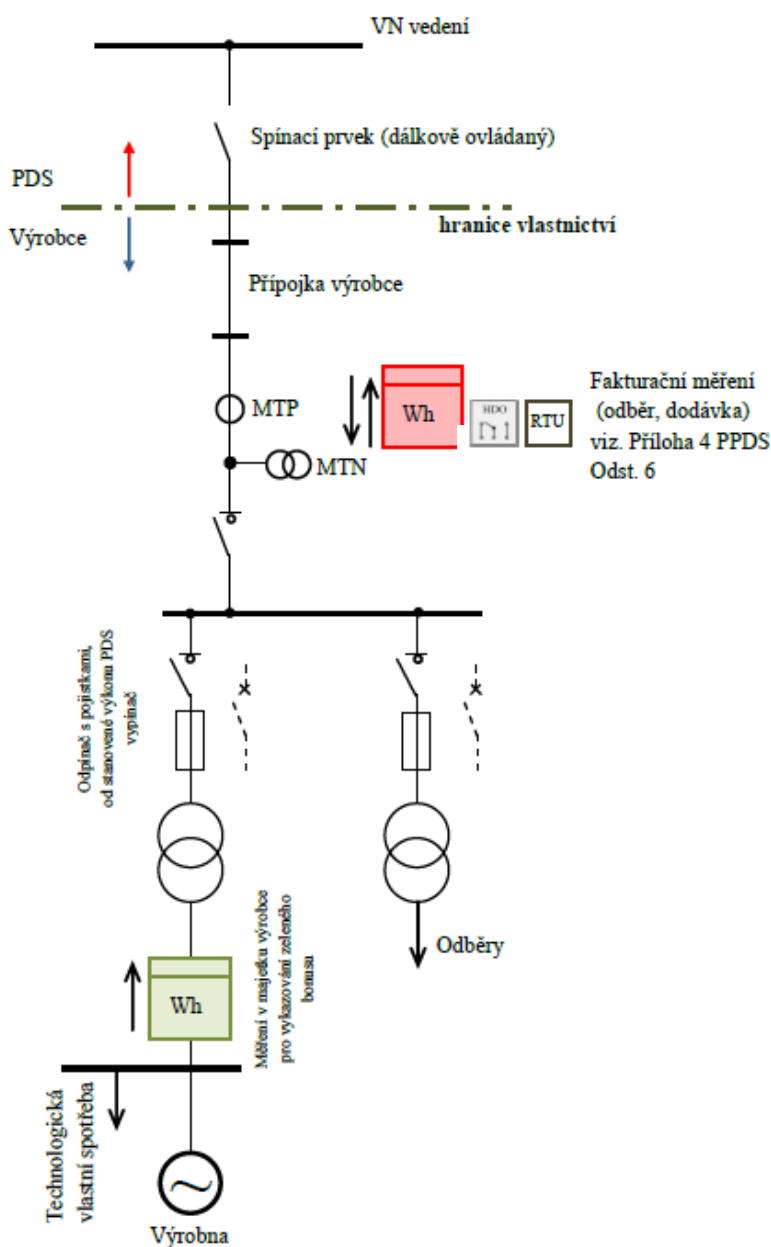 VN vedení
Spínací prvek (dálkově ovládaný)
PDS
hranice vlastnictví
Výrobce
Přípojka výrobce
MTP
Wh
HDO
RTU
Fakturační měření
(odběr, dodávka)
viz. Příloha 4 PPDS
Odst. 6
MTN
Odpínač s pojistkami,
od stanovené výkonu PDS
vypínač
Odběry
Wh
Měření v majetku výrobce
pro vykazování zeleného
bonusu
Technologická
vlastní spotřeba
Výrobna